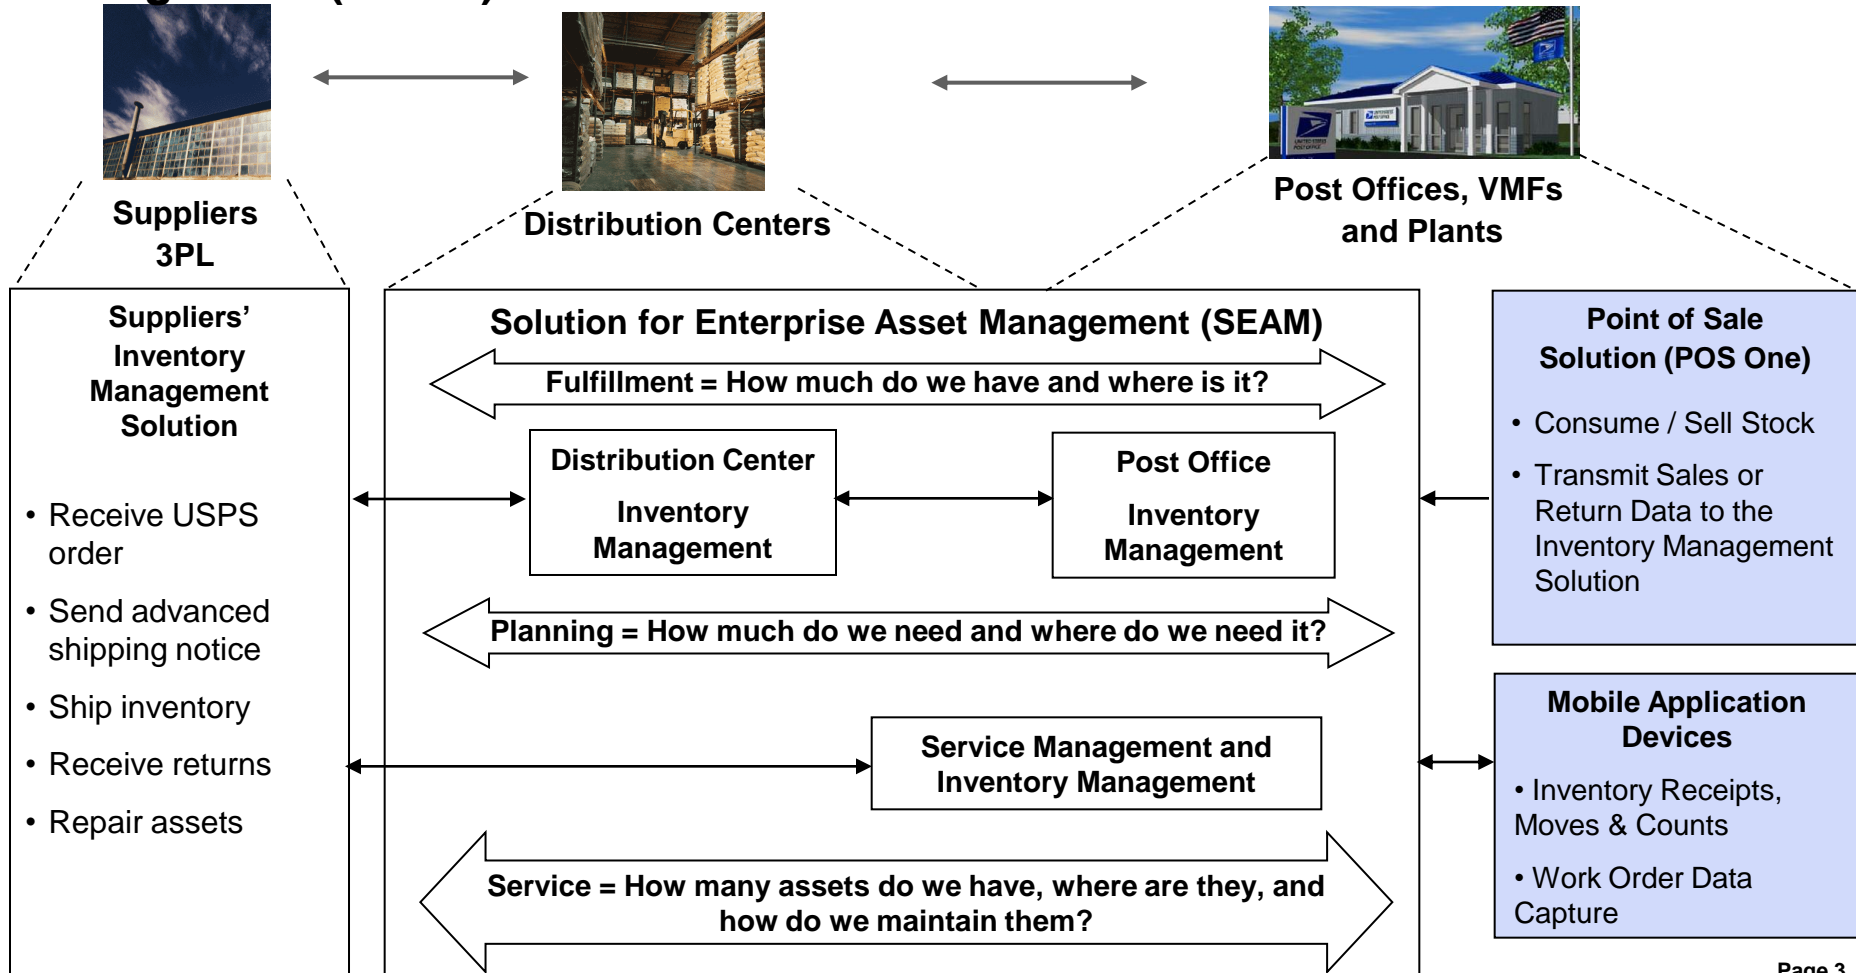 Suppliers
3PL
Distribution Centers
UNITED STATES
POST OFFICE
Post Offices, VMFs
and Plants
Suppliers’
Inventory
Management
Solution
• Receive USPS
order
• Send advanced
shipping notice
• Ship inventory
• Receive returns
• Repair assets
Solution for Enterprise Asset Management (SEAM)
Fulfillment = How much do we have and where is it?
Distribution Center
Inventory
Management
Post Office
Inventory
Management
Planning = How much do we need and where do we need it?
Service Management and
Inventory Management
Service = How many assets do we have, where are they, and
how do we maintain them?
Point of Sale
Solution (POS One)
• Consume / Sell Stock
• Transmit Sales or
Return Data to the
Inventory Management
Solution
Mobile Application
Devices
• Inventory Receipts,
Moves & Counts
• Work Order Data
Capture
Page 3